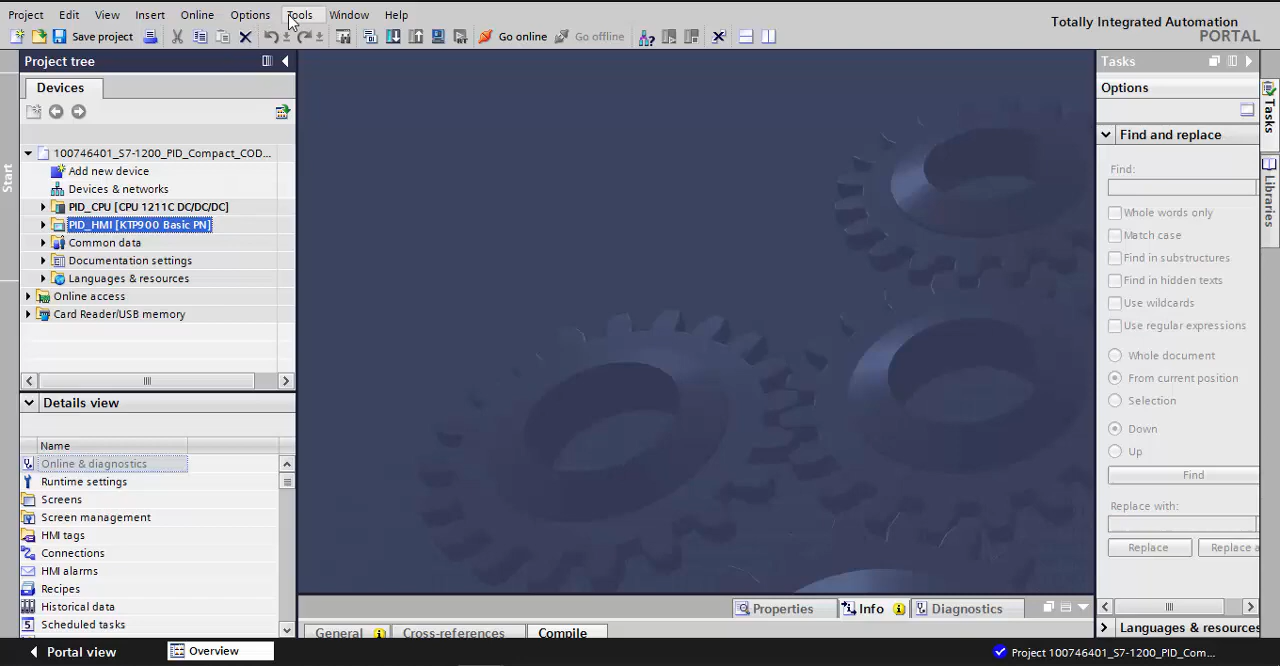 Project Edit View Insert Online Options Tools Window Help
Totally Integrated Automation
PORTAL
Save project Go online Go offline
Project tree
Devices
100746401_S7-1200_PID_Compact_COD...
Add new device
Devices & networks
PID_CPU [CPU 1211C DC/DC/DC]
PID_HMI [KTP900 Basic PN]
Common data
Documentation settings
Languages & resources
Online access
Card Reader/USB memory
Details view
Name
Online & diagnostics
Runtime settings
Screens
Screen management
HMI tags
Connections
HMI alarms
Recipes
Historical data
Scheduled tasks
Start
Properties Info Diagnostics
General Cross-references Compile
Tasks
Options
Find and replace
Find:
Whole words only
Match case
Find in substructures
Find in hidden texts
Use wildcards
Use regular expressions
Whole document
From current position
Selection
Down
Up
Find
Replace with:
Replace Replace a
Languages & resources
Tasks
Libraries
Portal view Overview
Project 100746401_S7-1200_PID_Com...